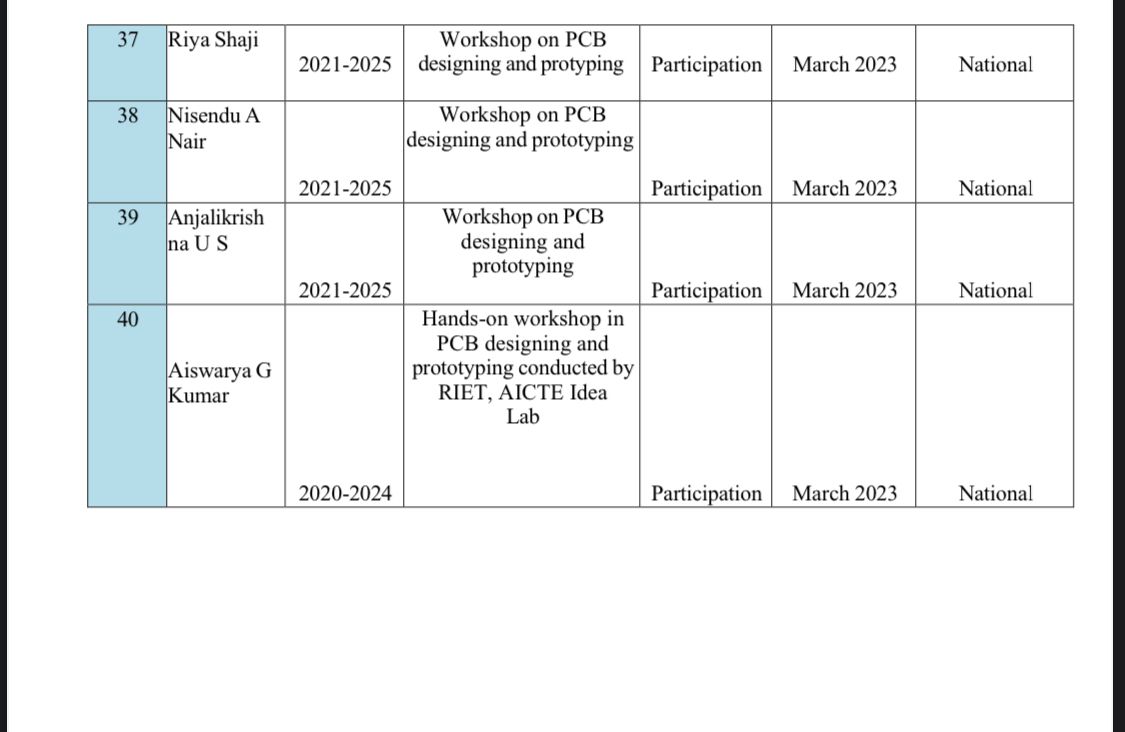 37 Riya Shaji 2021-2025 Workshop on PCB
designing and protyping Participation March 2023 National
38 Nisendu A
Nair 2021-2025 Workshop on PCB
designing and prototyping Participation March 2023 National
39 Anjalikrish
na U S 2021-2025 Workshop on PCB
designing and
prototyping Participation March 2023 National
40 Aiswarya G
Kumar 2020-2024 Hands-on workshop in
PCB designing and
prototyping conducted by
RIET, AICTE Idea
Lab Participation March 2023 National